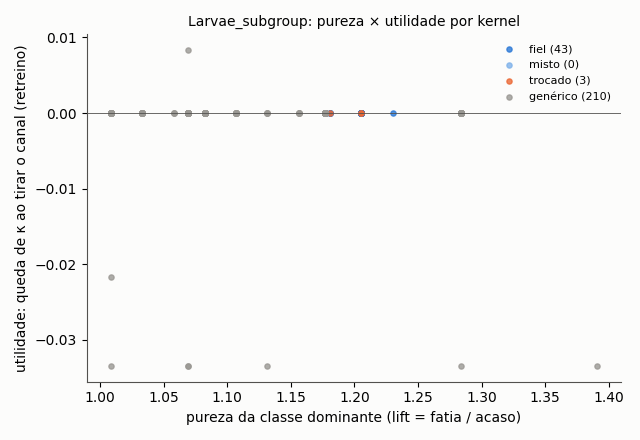 Larvae_subgroup: pureza × utilidade por kernel
utilidade: queda de κ ao tirar o canal (retreino)
0.01
0.00
−0.01
−0.02
−0.03
fiel (43)
misto (0)
trocado (3)
genérico (210)
1.00 1.05 1.10 1.15 1.20 1.25 1.30 1.35 1.40
pureza da classe dominante (lift = fatia / acaso)